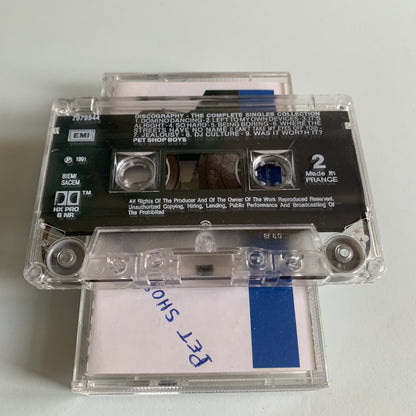 7979944
DISCOGRAPHY - THE COMPLETE SINGLES COLLECTION
1. DOMINO DANCING - 2. LEFT TO MY OWN DEVICES - 3. IT'S
ALRIGHT - 4. SO HARD - 5. BEING BORING - 6. WHERE THE
STREETS HAVE NO NAME (I CAN'T TAKE MY EYES OFF YOU) -
7. JEALOUSY - 8. DJ CULTURE - 9. WAS IT WORTH IT?
PET SHOP BOYS
EMI
℗ 1991
BIEM/
SACEM
DD
HX PRO
B NR
2
Made in
FRANCE
All Rights Of The Producer And Of The Owner Of The Work Reproduced Reserved.
Unauthorized Copying, Hiring, Lending, Public Performance And Broadcasting Of
The Prohibited
PET SHO